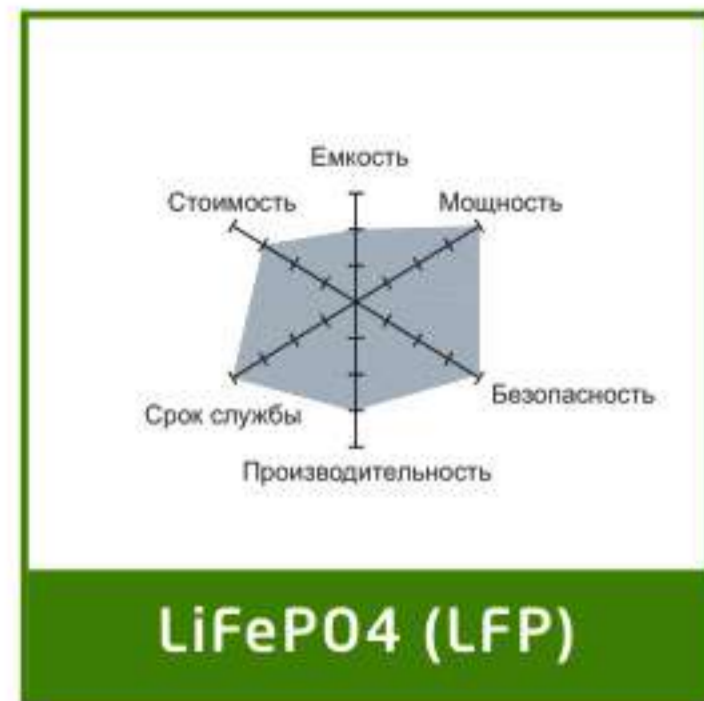 Емкость
Стоимость
Мощность
Срок службы
Безопасность
Производительность
LiFePO4 (LFP)